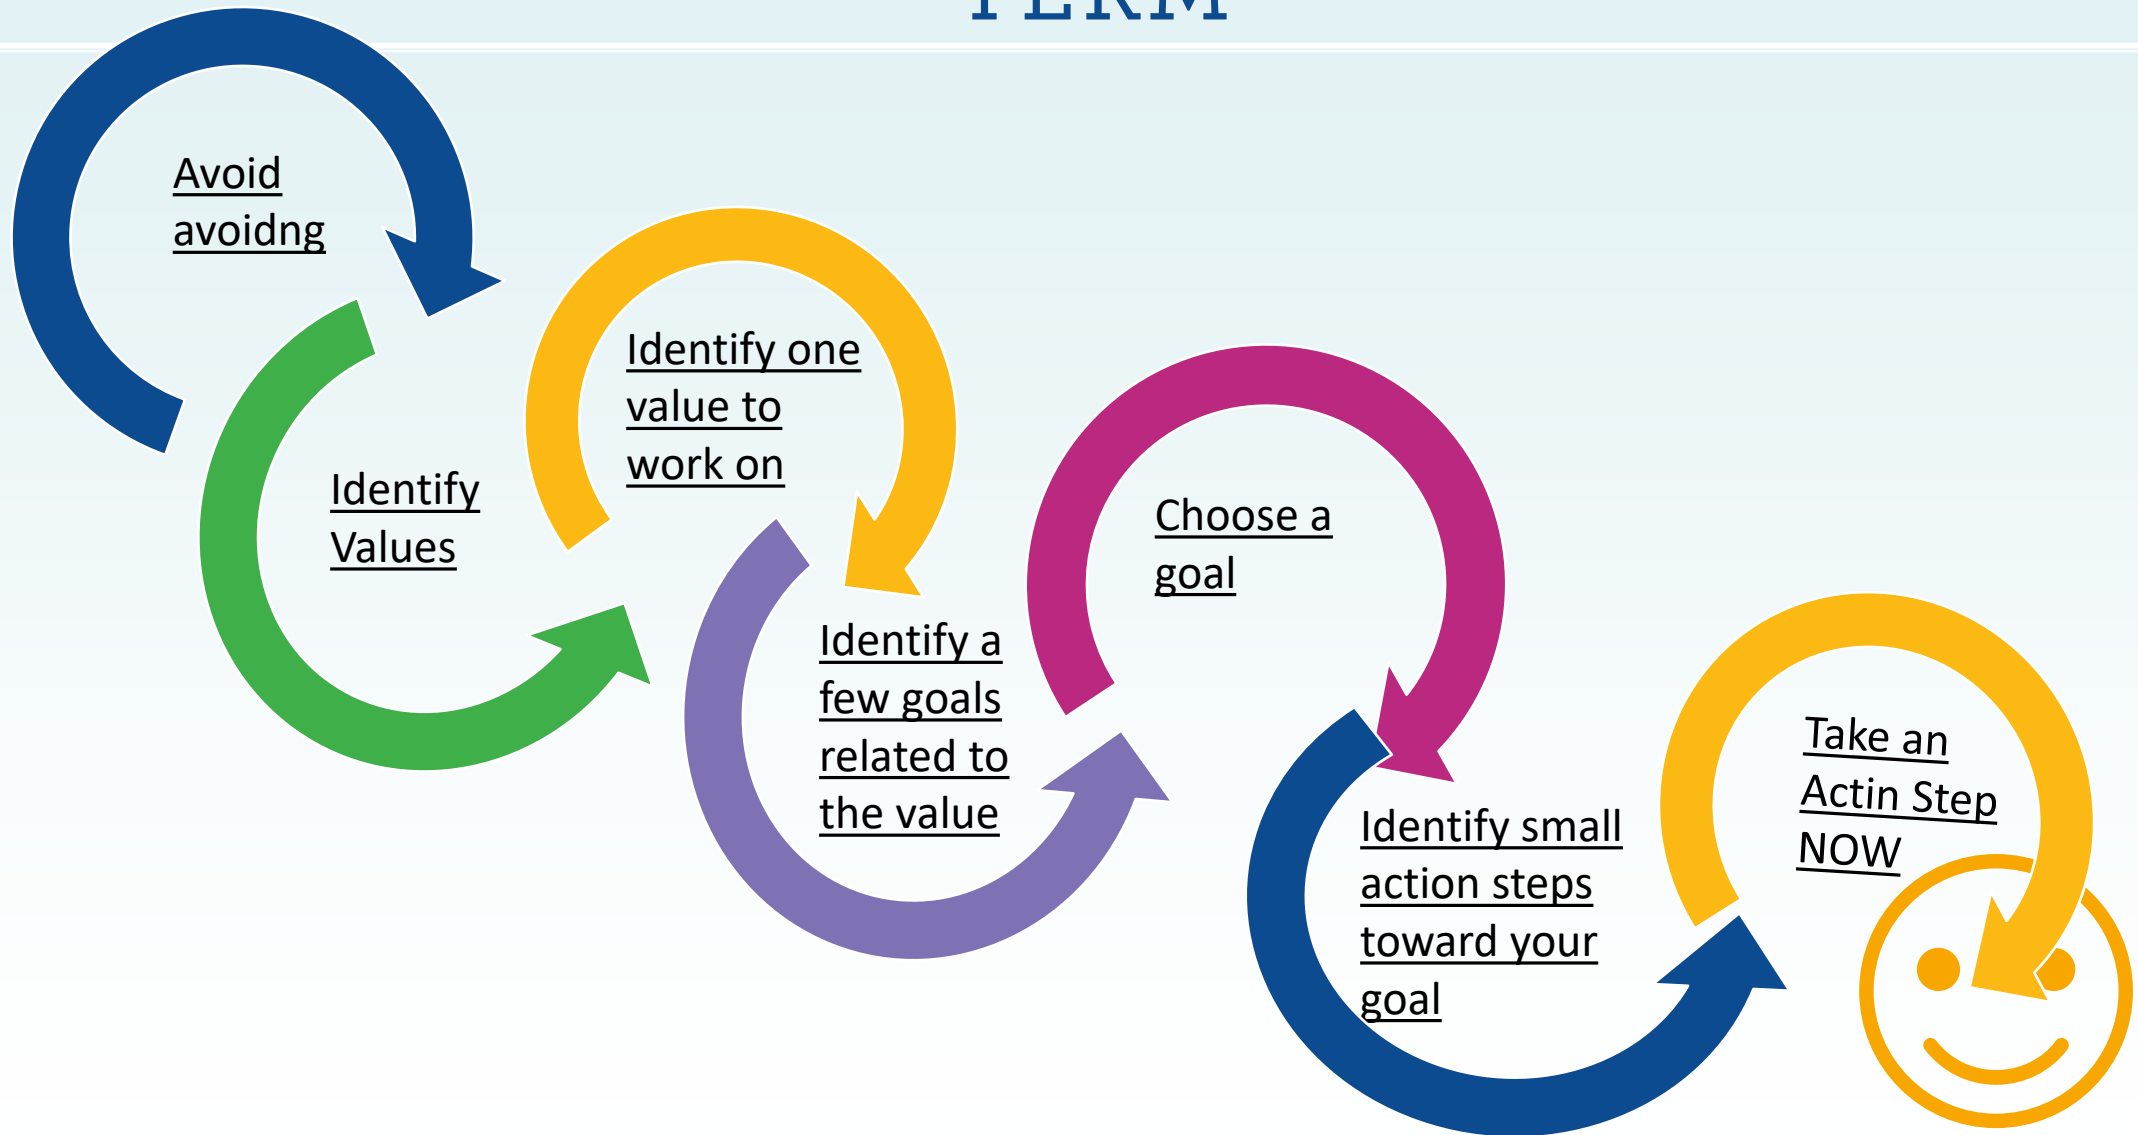 TERM
Avoid
avoidng
Identify
Values
Identify one
value to
work on
Identify a
few goals
related to
the value
Choose a
goal
Identify small
action steps
toward your
goal
Take an
Actin Step
NOW